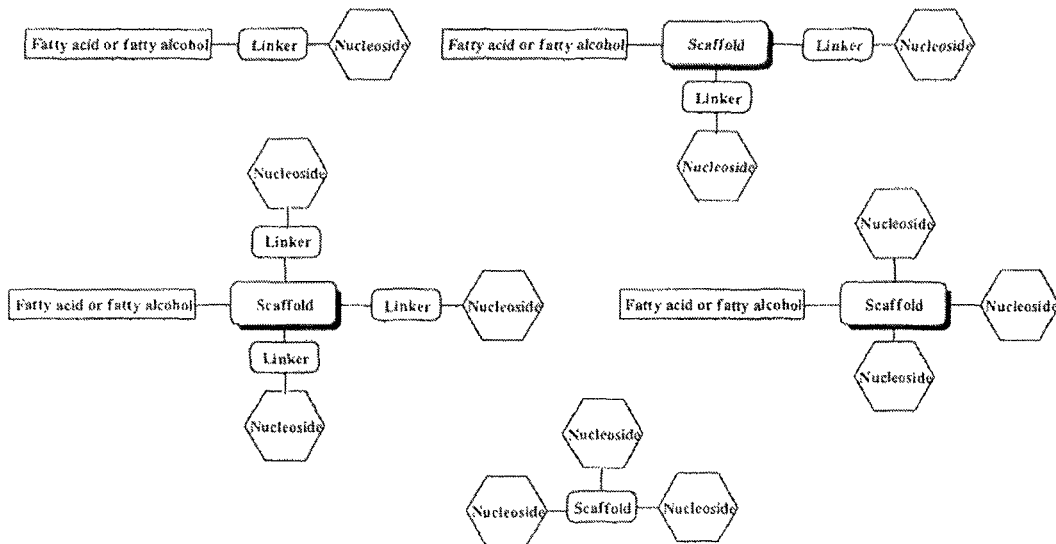 Fatty acid or fatty alcohol Linker Nucleoside
Fatty acid or fatty alcohol Scaffold Linker Nucleoside
Linker
Nucleoside
Nucleoside
Linker
Fatty acid or fatty alcohol Scaffold Linker Nucleoside
Linker
Nucleoside
Nucleoside
Fatty acid or fatty alcohol Scaffold Nucleoside
Nucleoside
Nucleoside
Nucleoside Scaffold Nucleoside